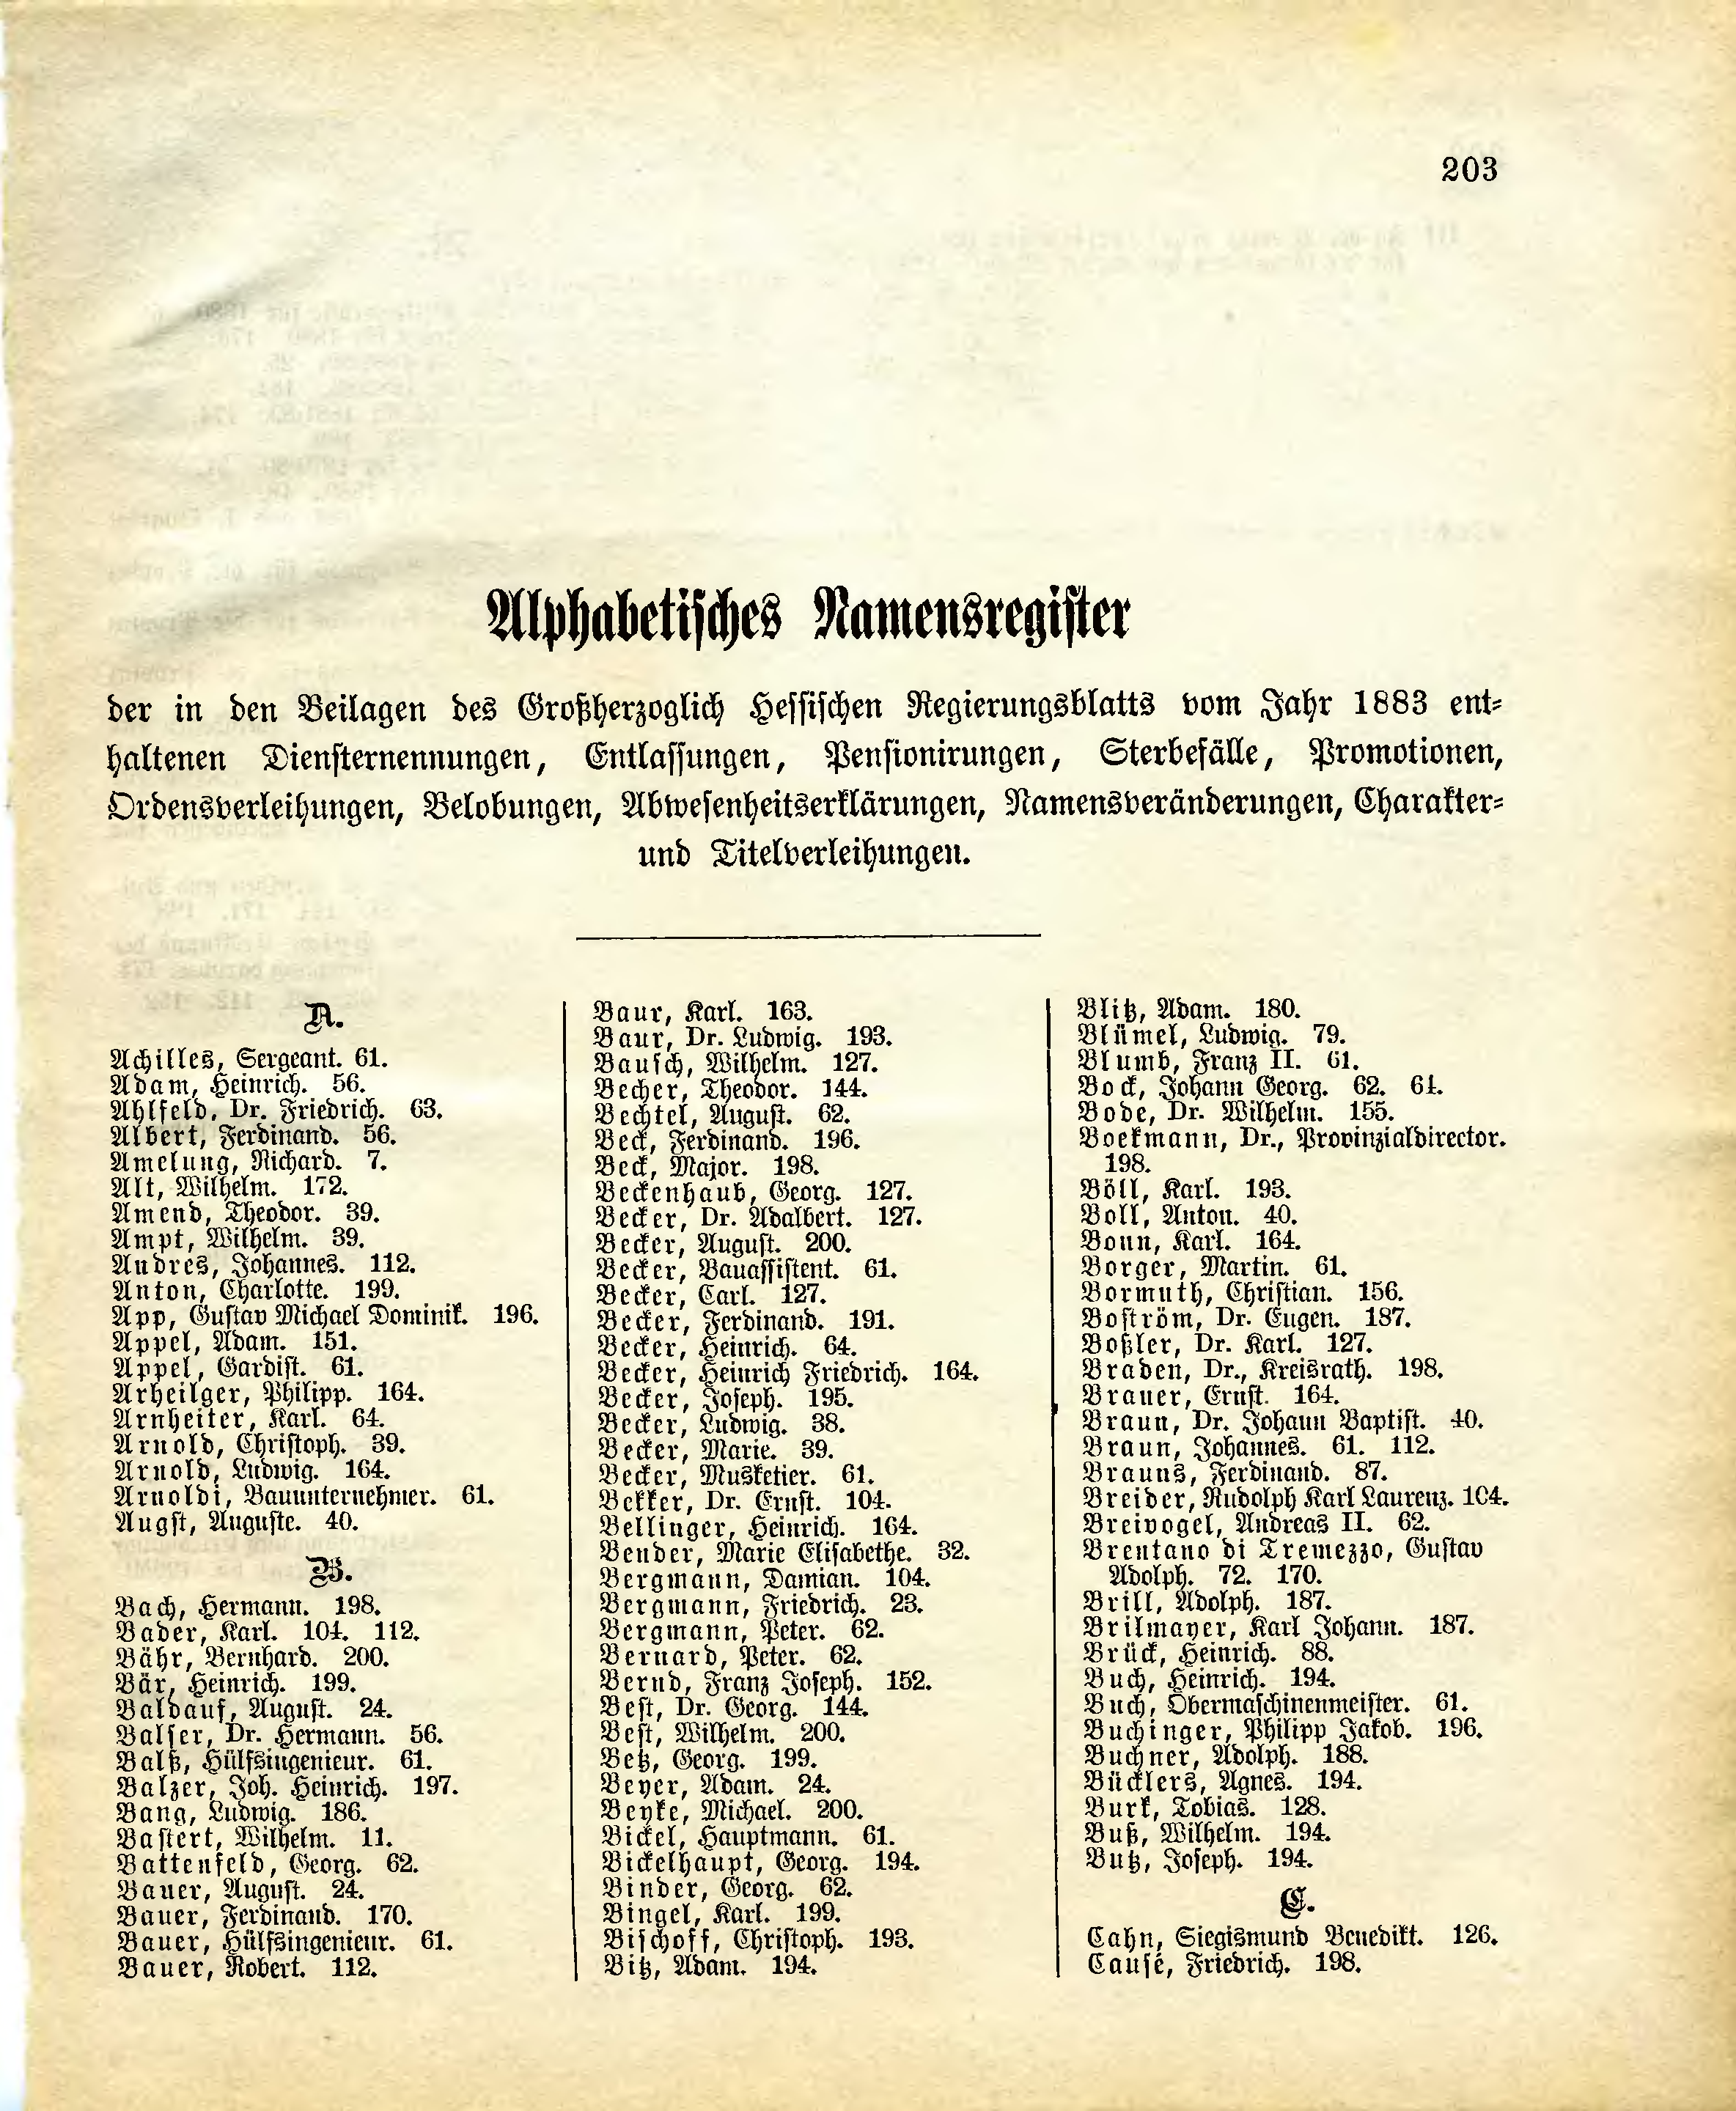 203
Alphabetisches Namensregister
der in den Beilagen des Großherzoglich Hessischen Regierungsblatts vom Jahr 1883 ent-
haltenen Diensternennungen, Entlassungen, Pensionirungen, Sterbefälle, Promotionen,
Ordensverleihungen, Belobungen, Abwesenheitserklärungen, Namensveränderungen, Charakter-
und Titelverleihungen.
A.
Achilles, Sergeant. 61.
Adam, Heinrich. 56.
Ahlfeld, Dr. Friedrich. 63.
Albert, Ferdinand. 56.
Amelung, Richard. 7.
Alt, Wilhelm. 172.
Amend, Theodor. 39.
Ampt, Wilhelm. 39.
Andres, Johannes. 112.
Anton, Charlotte. 199.
App, Gustav Michael Dominik. 196.
Appel, Adam. 151.
Appel, Gardist. 61.
Arheilger, Philipp. 164.
Arnheiter, Karl. 64.
Arnold, Christoph. 39.
Arnold, Ludwig. 164.
Arnoldi, Bauunternehmer. 61.
Augst, Auguste. 40.
B.
Bach, Hermann. 198.
Bader, Karl. 104. 112.
Bähr, Bernhard. 200.
Bär, Heinrich. 199.
Baldauf, August. 24.
Balser, Dr. Hermann. 56.
Balß, Hülfsingenieur. 61.
Balzer, Joh. Heinrich. 197.
Bang, Ludwig. 186.
Bastert, Wilhelm. 11.
Battenfeld, Georg. 62.
Bauer, August. 24.
Bauer, Ferdinand. 170.
Bauer, Hülfsingenieur. 61.
Bauer, Robert. 112.
Baur, Karl. 163.
Baur, Dr. Ludwig. 193.
Bausch, Wilhelm. 127.
Becher, Theodor. 144.
Bechtel, August. 62.
Beck, Ferdinand. 196.
Beck, Major. 198.
Beckenhaub, Georg. 127.
Becker, Dr. Adalbert. 127.
Becker, August. 200.
Becker, Bauassistent. 61.
Becker, Carl. 127.
Becker, Ferdinand. 191.
Becker, Heinrich. 64.
Becker, Heinrich Friedrich. 164.
Becker, Joseph. 195.
Becker, Ludwig. 38.
Becker, Marie. 39.
Becker, Musketier. 61.
Bekker, Dr. Ernst. 104.
Bellinger, Heinrich. 164.
Bender, Marie Elisabethe. 32.
Bergmann, Damian. 104.
Bergmann, Friedrich. 23.
Bergmann, Peter. 62.
Bernard, Peter. 62.
Bernd, Franz Joseph. 152.
Best, Dr. Georg. 144.
Best, Wilhelm. 200.
Betz, Georg. 199.
Beyer, Adam. 24.
Beyke, Michael. 200.
Bickel, Hauptmann. 61.
Bickelhaupt, Georg. 194.
Binder, Georg. 62.
Bingel, Karl. 199.
Bischoff, Christoph. 193.
Bitz, Adam. 194.
Blitz, Adam. 180.
Blümel, Ludwig. 79.
Blumb, Franz II. 61.
Bock, Johann Georg. 62. 64.
Bode, Dr. Wilhelm. 155.
Boekmann, Dr., Provinzialdirector.
198.
Böll, Karl. 193.
Boll, Anton. 40.
Bonn, Karl. 164.
Borger, Martin. 61.
Bormuth, Christian. 156.
Boström, Dr. Eugen. 187.
Boßler, Dr. Karl. 127.
Braden, Dr., Kreisrath. 198.
Brauer, Ernst. 164.
Braun, Dr. Johann Baptist. 40.
Braun, Johannes. 61. 112.
Brauns, Ferdinand. 87.
Breider, Rudolph Karl Laurenz. 104.
Breivogel, Andreas II. 62.
Brentano di Tremezzo, Gustav
Adolph. 72. 170.
Brill, Adolph. 187.
Brilmayer, Karl Johann. 187.
Brück, Heinrich. 88.
Buch, Heinrich. 194.
Buch, Obermaschinenmeister. 61.
Buchinger, Philipp Jakob. 196.
Buchner, Adolph. 188.
Bücklers, Agnes. 194.
Burk, Tobias. 128.
Buß, Wilhelm. 194.
Butz, Joseph. 194.
C.
Cahn, Siegismund Benedikt. 126.
Causé, Friedrich. 198.